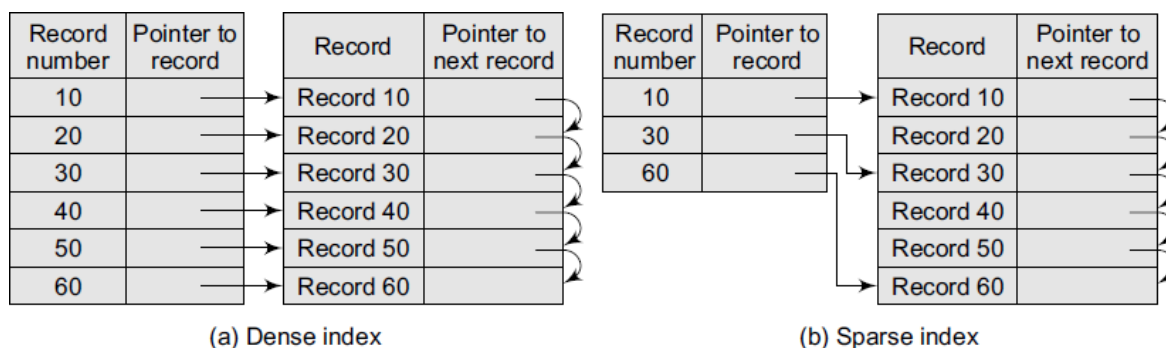 Record number Pointer to record Record Pointer to next record
10 Record 10
20 Record 20
30 Record 30
40 Record 40
50 Record 50
60 Record 60
(a) Dense index
Record number Pointer to record Record Pointer to next record
10 Record 10
30 Record 20
60 Record 30
Record 40
Record 50
Record 60
(b) Sparse index